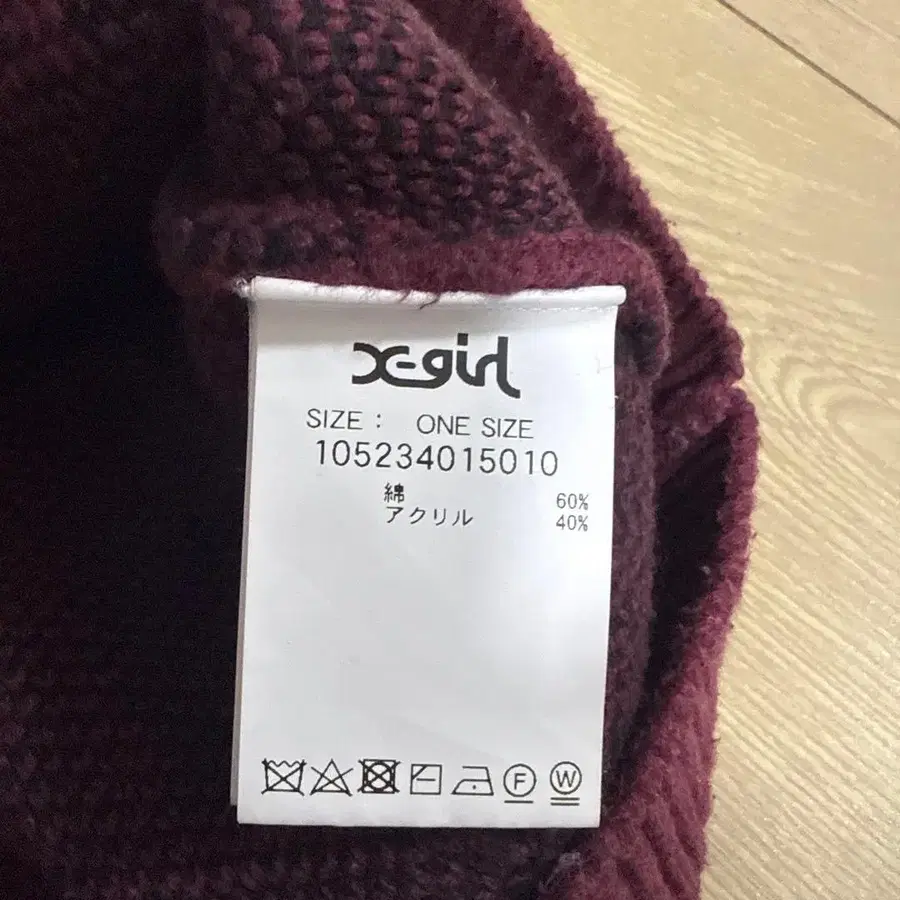 X-girl
SIZE : ONE SIZE
105234015010
綿 60%
アクリル 40%
F W